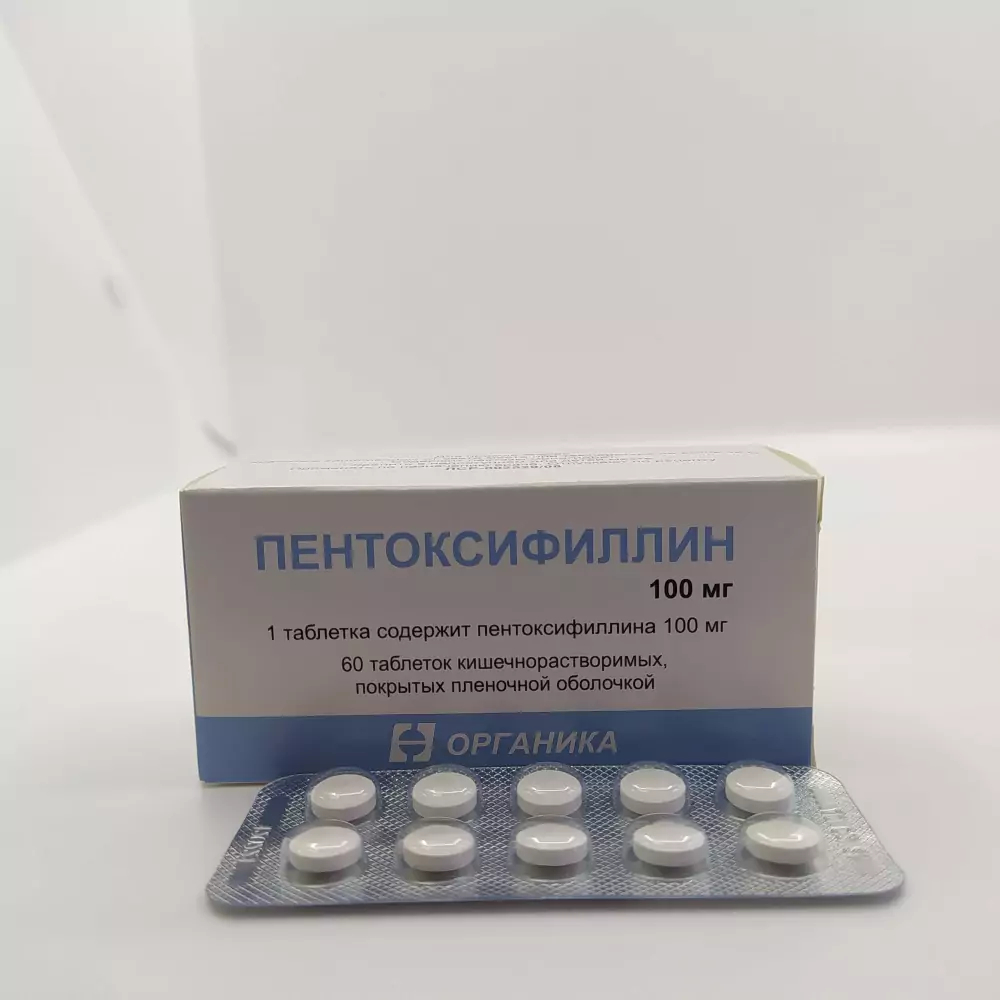 ПЕНТОКСИФИЛЛИН
100 мг
1 таблетка содержит пентоксифиллина 100 мг
60 таблеток кишечнорастворимых,
покрытых пленочной оболочкой
ОРГАНИКА